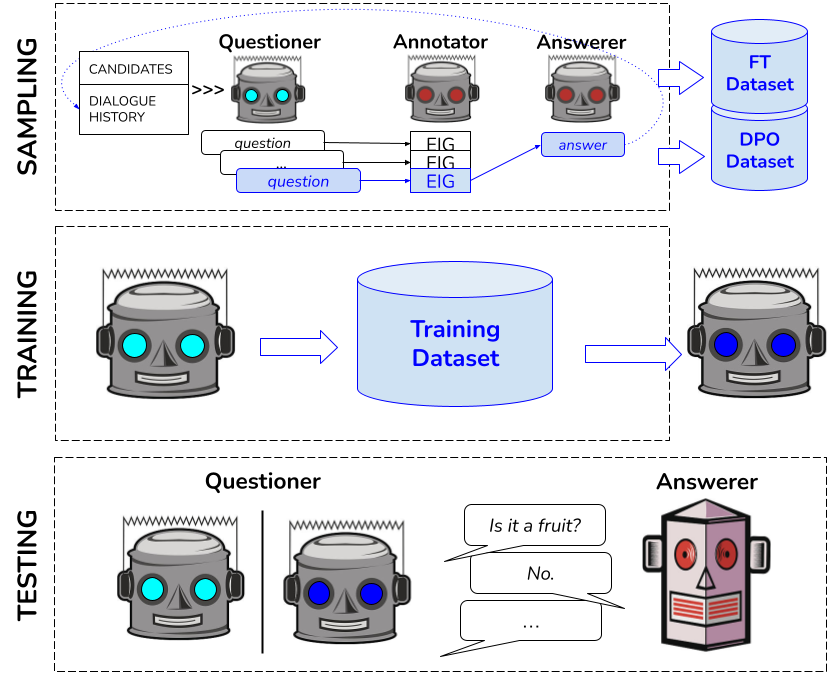 SAMPLING
Questioner
Annotator
Answerer
CANDIDATES
DIALOGUE
HISTORY
>>>
question
...
question
EIG
EIG
EIG
answer
FT
Dataset
DPO
Dataset
TRAINING
Training
Dataset
TESTING
Questioner
Answerer
Is it a fruit?
No.
...